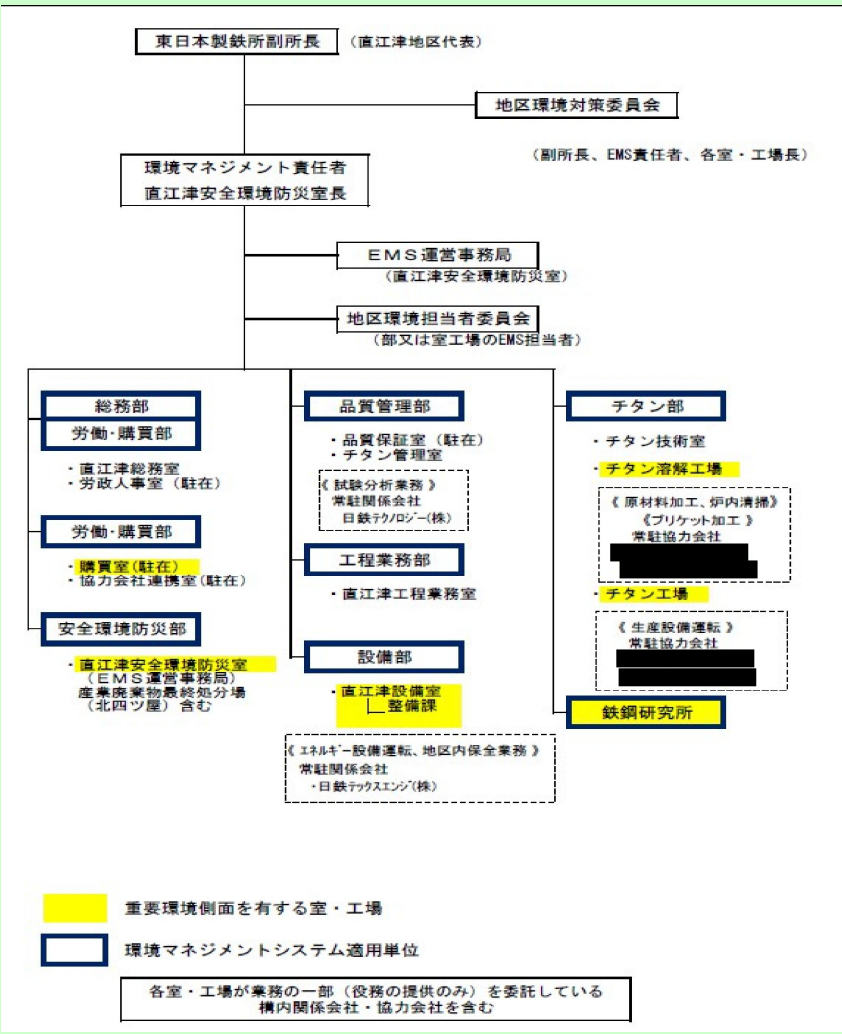 東日本製鉄所副所長 (直江津地区代表)
地区環境対策委員会
(副所長、EMS責任者、各室・工場長)
環境マネジメント責任者
直江津安全環境防災室長
EMS運営事務局
(直江津安全環境防災室)
地区環境担当者委員会
(部又は室工場のEMS担当者)
総務部
労働・購買部
・直江津総務室
・労政人事室(駐在)
労働・購買部
・購買室(駐在)
・協力会社連携室(駐在)
安全環境防災部
・直江津安全環境防災室
(EMS運営事務局)
産業廃棄物最終処分場
(北四ツ屋)含む
品質管理部
・品質保証室(駐在)
・チタン管理室
《試験分析業務》
常駐関係会社
日鉄テクノロジー(株)
工程業務部
・直江津工程業務室
設備部
・直江津設備室
整備課
《エネルギー設備運転、地区内保全業務》
常駐関係会社
・日鉄テックスエンジ(株)
チタン部
・チタン技術室
・チタン溶解工場
《原材料加工、炉内清掃》
《ブリケット加工》
常駐協力会社
・チタン工場
《生産設備運転》
常駐協力会社
鉄鋼研究所
重要環境側面を有する室・工場
環境マネジメントシステム適用単位
各室・工場が業務の一部(役務の提供のみ)を委託している
構内関係会社・協力会社を含む